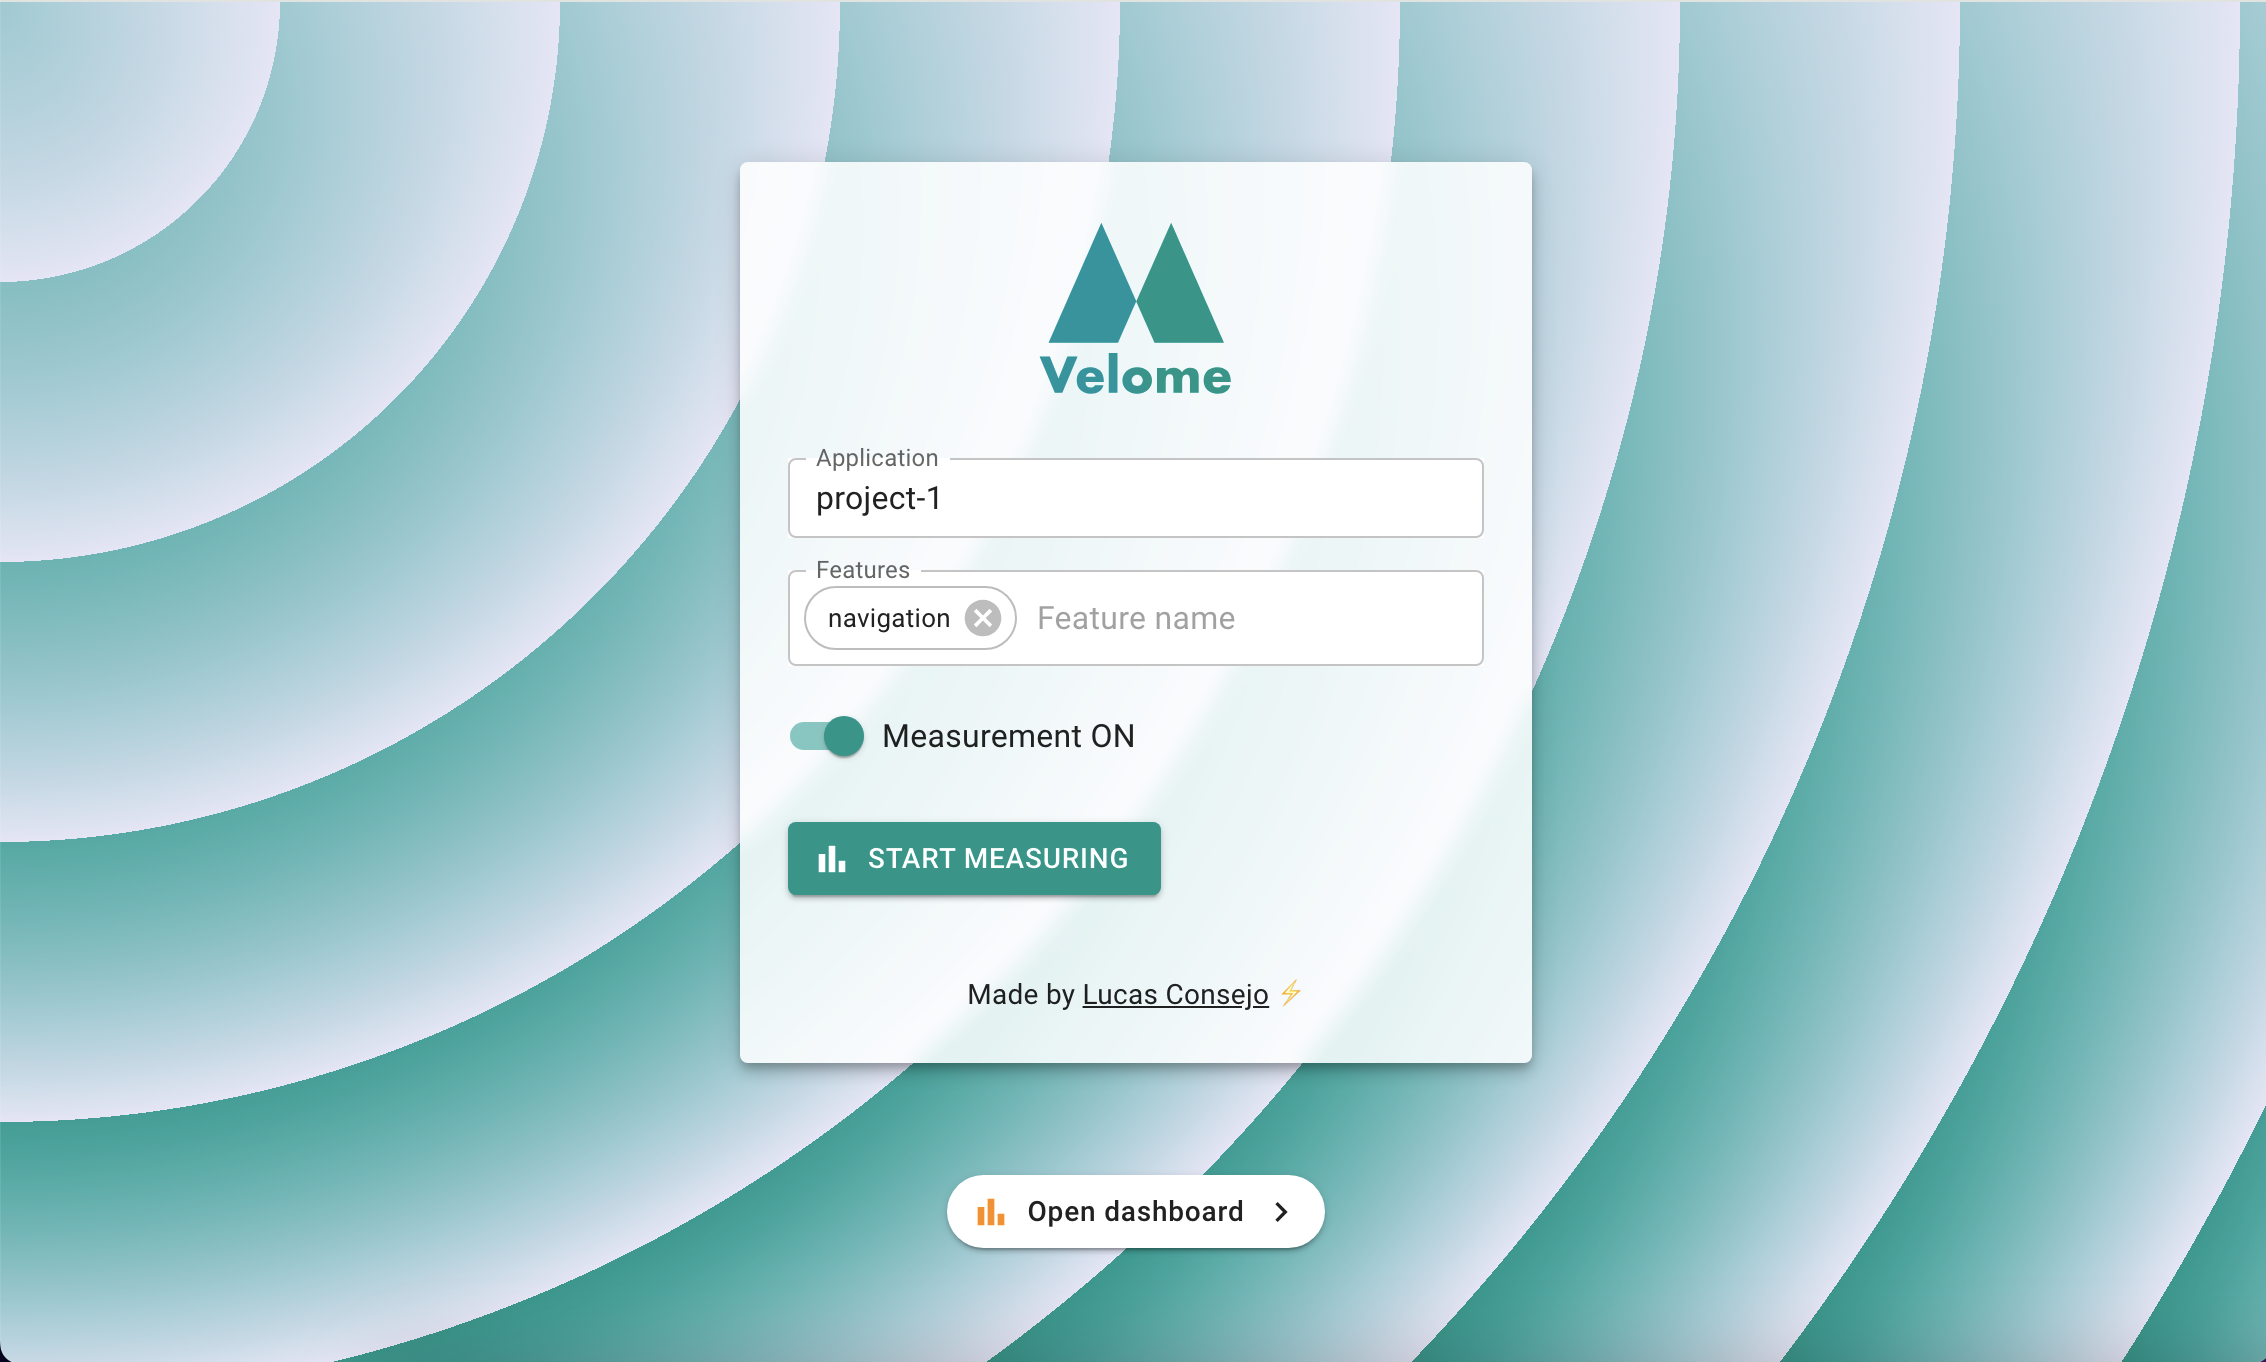 Velome
Application
project-1
Features
navigation Feature name
Measurement ON
START MEASURING
Made by Lucas Consejo ⚡
Open dashboard